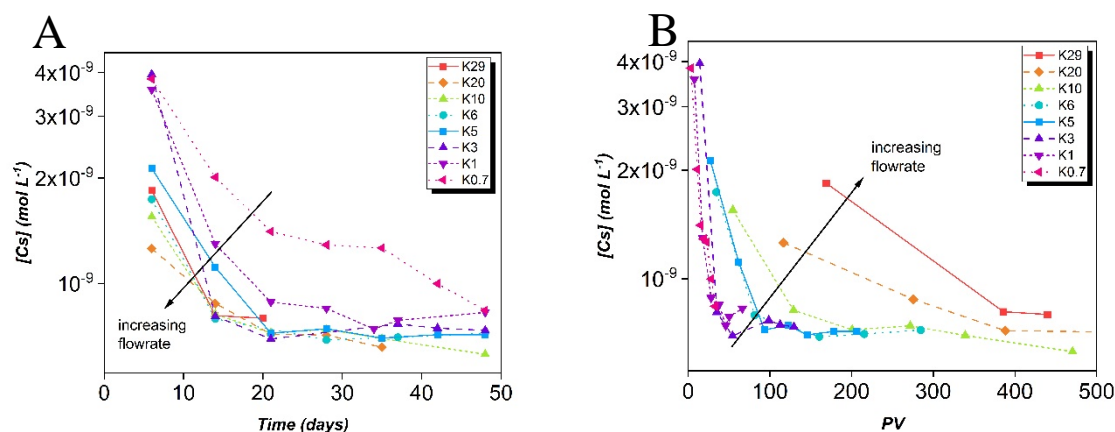 A
[Cs] (mol L⁻¹)
4x10⁻⁹
3x10⁻⁹
2x10⁻⁹
10⁻⁹
K29
K20
K10
K6
K5
K3
K1
K0.7
increasing
flowrate
0 10 20 30 40 50
Time (days)
B
[Cs] (mol L⁻¹)
4x10⁻⁹
3x10⁻⁹
2x10⁻⁹
10⁻⁹
K29
K20
K10
K6
K5
K3
K1
K0.7
increasing
flowrate
0 100 200 300 400 500
PV